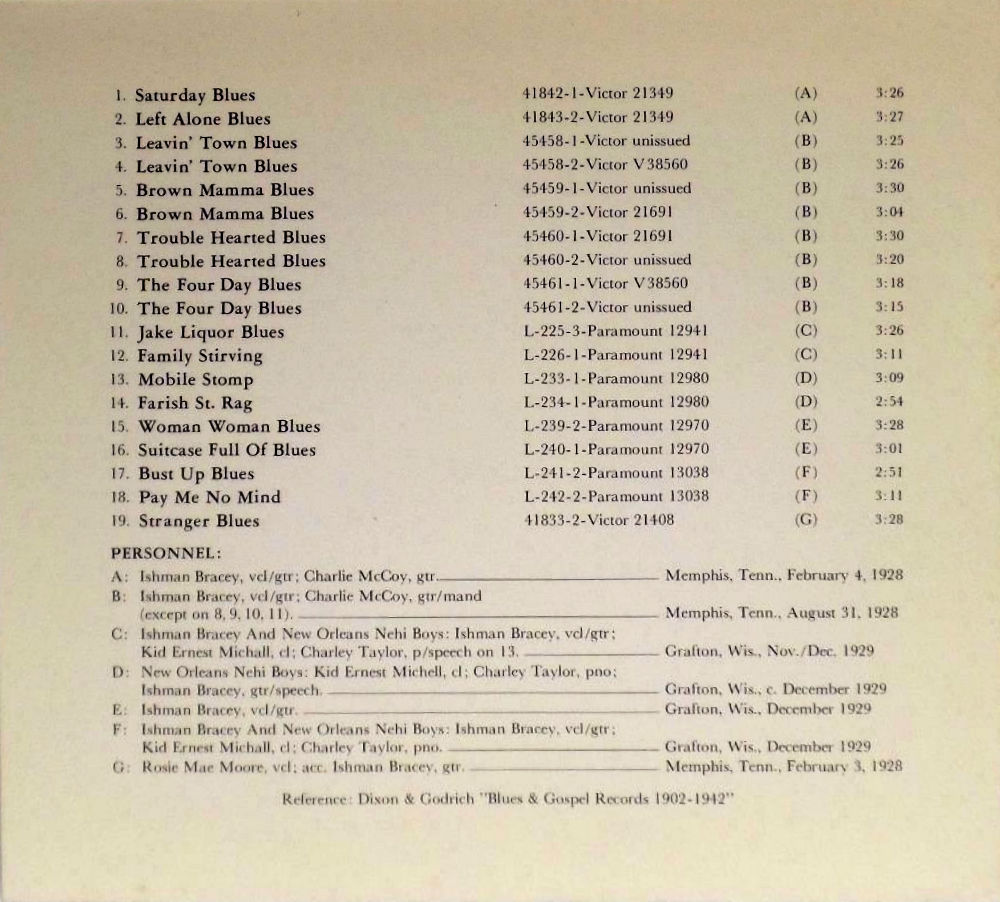 1. Saturday Blues 41842-1-Victor 21349 (A) 3:26
2. Left Alone Blues 41843-2-Victor 21349 (A) 3:27
3. Leavin' Town Blues 45458-1-Victor unissued (B) 3:25
4. Leavin' Town Blues 45458-2-Victor V38560 (B) 3:26
5. Brown Mamma Blues 45459-1-Victor unissued (B) 3:30
6. Brown Mamma Blues 45459-2-Victor 21691 (B) 3:04
7. Trouble Hearted Blues 45460-1-Victor 21691 (B) 3:30
8. Trouble Hearted Blues 45460-2-Victor unissued (B) 3:20
9. The Four Day Blues 45461-1-Victor V38560 (B) 3:18
10. The Four Day Blues 45461-2-Victor unissued (B) 3:15
11. Jake Liquor Blues L-225-3-Paramount 12941 (C) 3:26
12. Family Stirving L-226-1-Paramount 12941 (C) 3:11
13. Mobile Stomp L-233-1-Paramount 12980 (D) 3:09
14. Farish St. Rag L-234-1-Paramount 12980 (D) 2:54
15. Woman Woman Blues L-239-2-Paramount 12970 (E) 3:28
16. Suitcase Full Of Blues L-240-1-Paramount 12970 (E) 3:01
17. Bust Up Blues L-241-2-Paramount 13038 (F) 2:51
18. Pay Me No Mind L-242-2-Paramount 13038 (F) 3:11
19. Stranger Blues 41833-2-Victor 21408 (G) 3:28
PERSONNEL:
A: Ishman Bracey, vcl/gtr; Charlie McCoy, gtr. Memphis, Tenn., February 4, 1928
B: Ishman Bracey, vcl/gtr; Charlie McCoy, gtr/mand
(except on 8, 9, 10, 11). Memphis, Tenn., August 31, 1928
C: Ishman Bracey And New Orleans Nehi Boys: Ishman Bracey, vcl/gtr;
Kid Ernest Michall, cl; Charley Taylor, p/speech on 13. Grafton, Wis., Nov./Dec. 1929
D: New Orleans Nehi Boys: Kid Ernest Michell, cl; Charley Taylor, pno;
Ishman Bracey, gtr/speech. Grafton, Wis., c. December 1929
E: Ishman Bracey, vcl/gtr. Grafton, Wis., December 1929
F: Ishman Bracey And New Orleans Nehi Boys: Ishman Bracey, vcl/gtr;
Kid Ernest Michall, cl; Charley Taylor, pno. Grafton, Wis., December 1929
G: Rosie Mae Moore, vcl; acc. Ishman Bracey, gtr. Memphis, Tenn., February 3, 1928
Reference: Dixon & Godrich "Blues & Gospel Records 1902-1942"